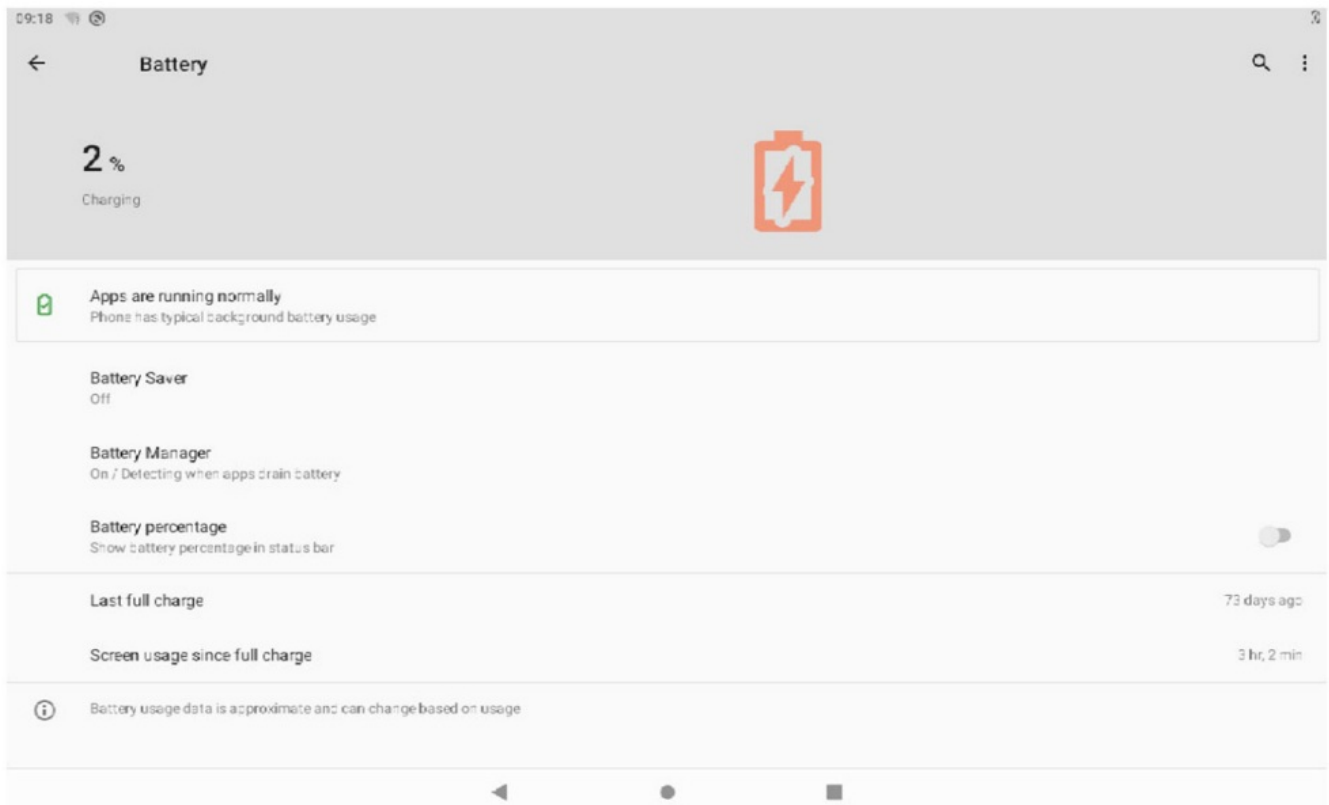 09:18
Battery
2 %
Charging
Apps are running normally
Phone has typical background battery usage
Battery Saver
Off
Battery Manager
On / Detecting when apps drain battery
Battery percentage
Show battery percentage in status bar
Last full charge
73 days ago
Screen usage since full charge
3 hr, 2 min
Battery usage data is approximate and can change based on usage